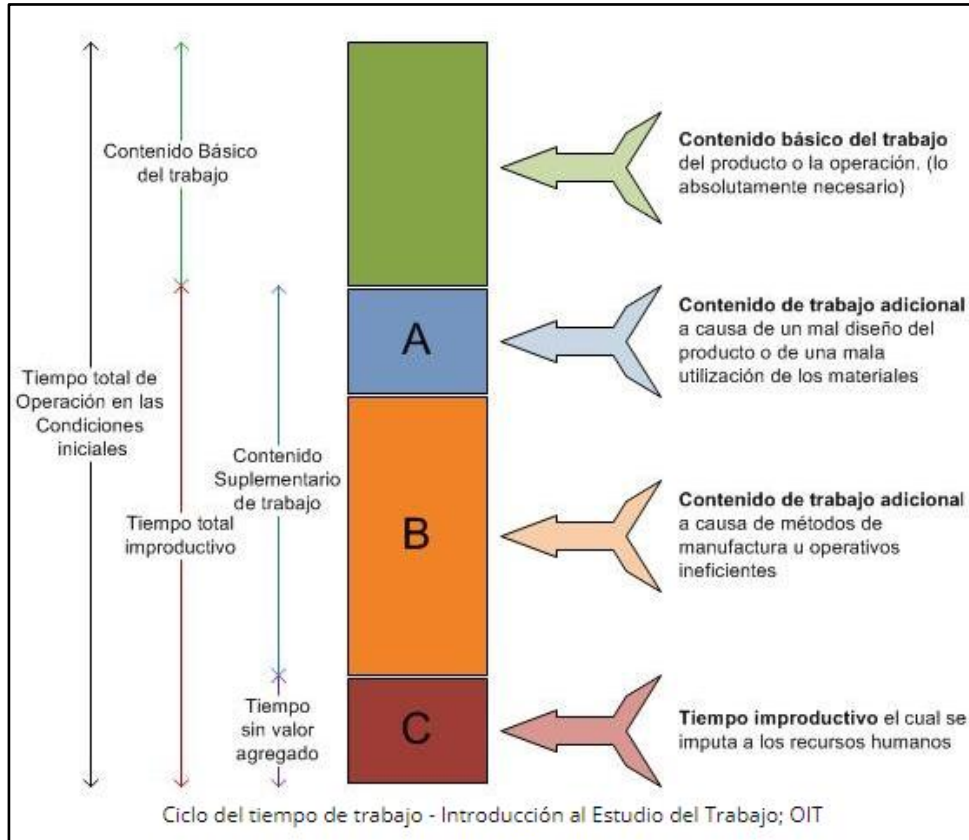 Contenido Básico
del trabajo
Tiempo total de
Operación en las
Condiciones
iniciales
Tiempo total
improductivo
Contenido
Suplementario
de trabajo
Tiempo
sin valor
agregado
A
B
C
Contenido básico del trabajo
del producto o la operación. (lo
absolutamente necesario)
Contenido de trabajo adicional
a causa de un mal diseño del
producto o de una mala
utilización de los materiales
Contenido de trabajo adicional
a causa de métodos de
manufactura u operativos
ineficientes
Tiempo improductivo el cual se
imputa a los recursos humanos
Ciclo del tiempo de trabajo - Introducción al Estudio del Trabajo; OIT